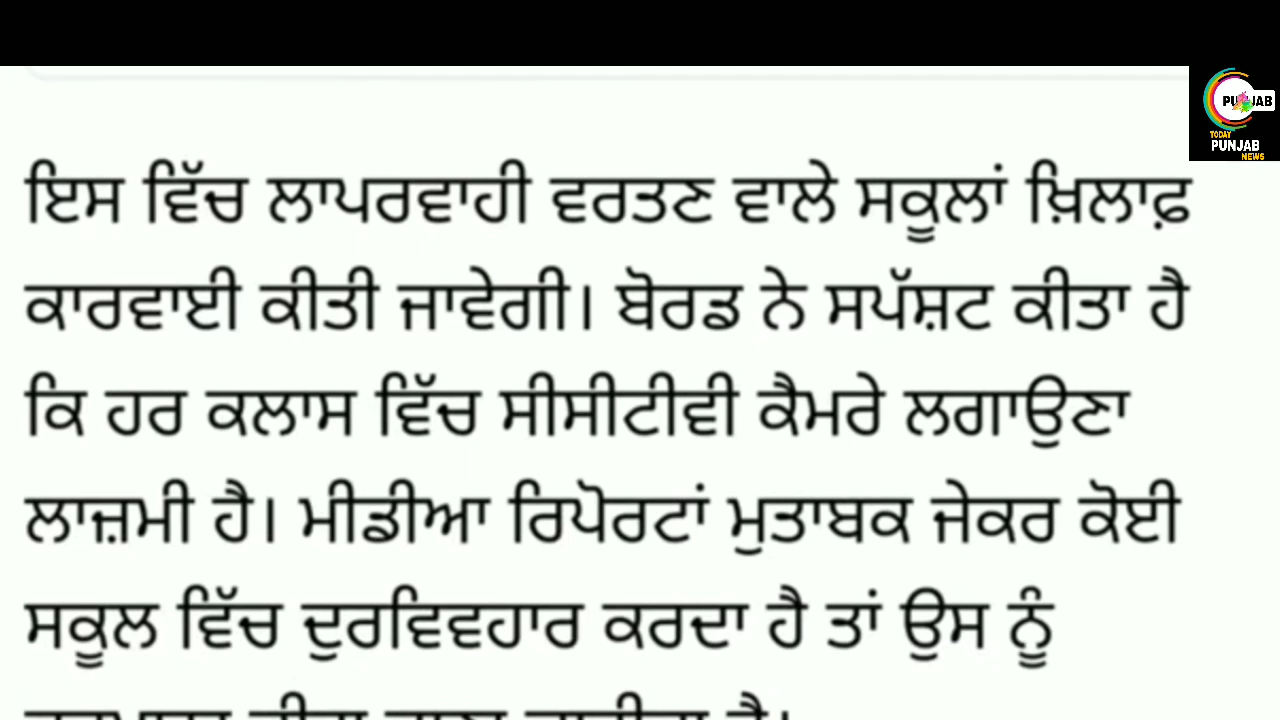 PUNJAB
TODAY
PUNJAB
NEWS
ਇਸ ਵਿੱਚ ਲਾਪਰਵਾਹੀ ਵਰਤਣ ਵਾਲੇ ਸਕੂਲਾਂ ਖ਼ਿਲਾਫ਼
ਕਾਰਵਾਈ ਕੀਤੀ ਜਾਵੇਗੀ। ਬੋਰਡ ਨੇ ਸਪੱਸ਼ਟ ਕੀਤਾ ਹੈ
ਕਿ ਹਰ ਕਲਾਸ ਵਿੱਚ ਸੀਸੀਟੀਵੀ ਕੈਮਰੇ ਲਗਾਉਣਾ
ਲਾਜ਼ਮੀ ਹੈ। ਮੀਡੀਆ ਰਿਪੋਰਟਾਂ ਮੁਤਾਬਕ ਜੇਕਰ ਕੋਈ
ਸਕੂਲ ਵਿੱਚ ਦੁਰਵਿਵਹਾਰ ਕਰਦਾ ਹੈ ਤਾਂ ਉਸ ਨੂੰ